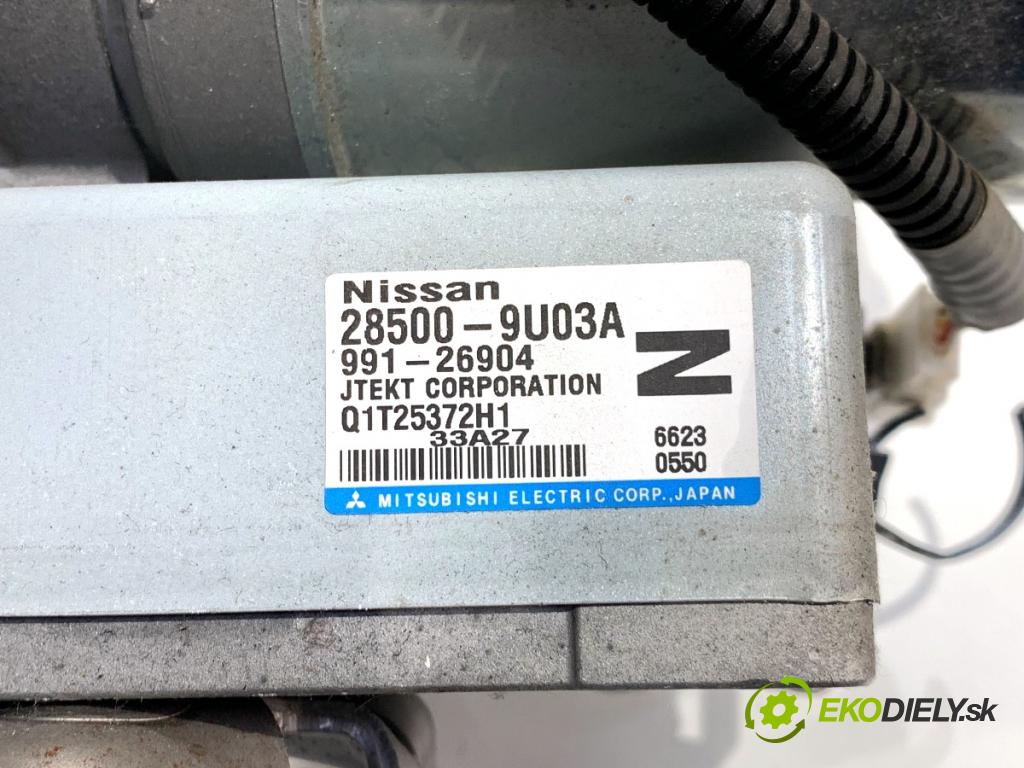 Nissan
28500-9U03A
991-26904
JTEKT CORPORATION
Q1T25372H1
33A27
N
6623
0550
MITSUBISHI ELECTRIC CORP., JAPAN
EKODIELY.sk